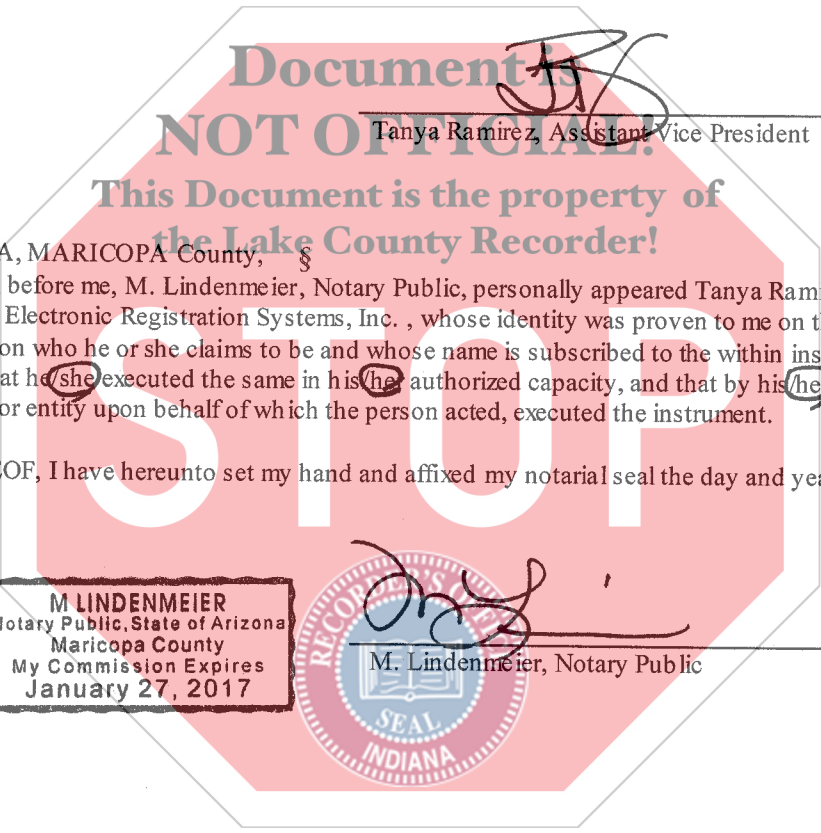 Document is
NOT OFFICIAL!
Tanya Ramirez, Assistant Vice President
This Document is the property of
the Lake County Recorder!
A, MARICOPA County, §
before me, M. Lindenmeier, Notary Public, personally appeared Tanya Rami
Electronic Registration Systems, Inc. , whose identity was proven to me on t
on who he or she claims to be and whose name is subscribed to the within ins
at he/she executed the same in his/her authorized capacity, and that by his/he
or entity upon behalf of which the person acted, executed the instrument.
OF, I have hereunto set my hand and affixed my notarial seal the day and yea
STOP
M LINDENMEIER
Notary Public, State of Arizona
Maricopa County
My Commission Expires
January 27, 2017
M. Lindenmeier, Notary Public
RECORDER'S OFFICE
SEAL
INDIANA